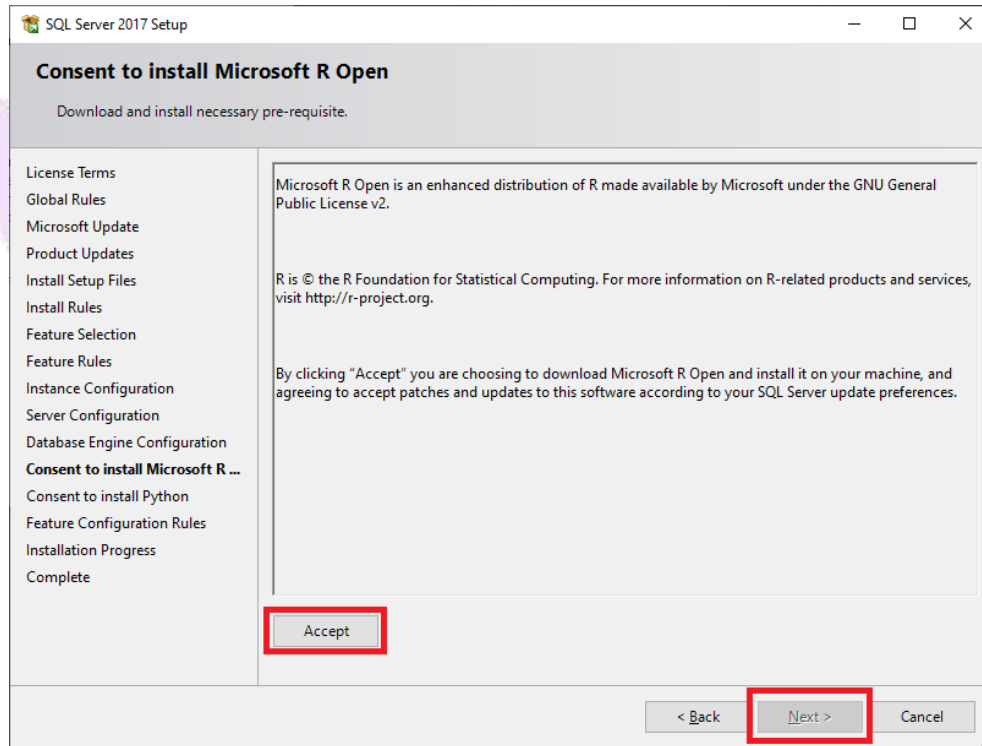 SQL Server 2017 Setup
Consent to install Microsoft R Open
Download and install necessary pre-requisite.
License Terms
Global Rules
Microsoft Update
Product Updates
Install Setup Files
Install Rules
Feature Selection
Feature Rules
Instance Configuration
Server Configuration
Database Engine Configuration
Consent to install Microsoft R ...
Consent to install Python
Feature Configuration Rules
Installation Progress
Complete
Microsoft R Open is an enhanced distribution of R made available by Microsoft under the GNU General
Public License v2.
R is © the R Foundation for Statistical Computing. For more information on R-related products and services,
visit http://r-project.org.
By clicking “Accept” you are choosing to download Microsoft R Open and install it on your machine, and
agreeing to accept patches and updates to this software according to your SQL Server update preferences.
Accept
< Back
Next >
Cancel